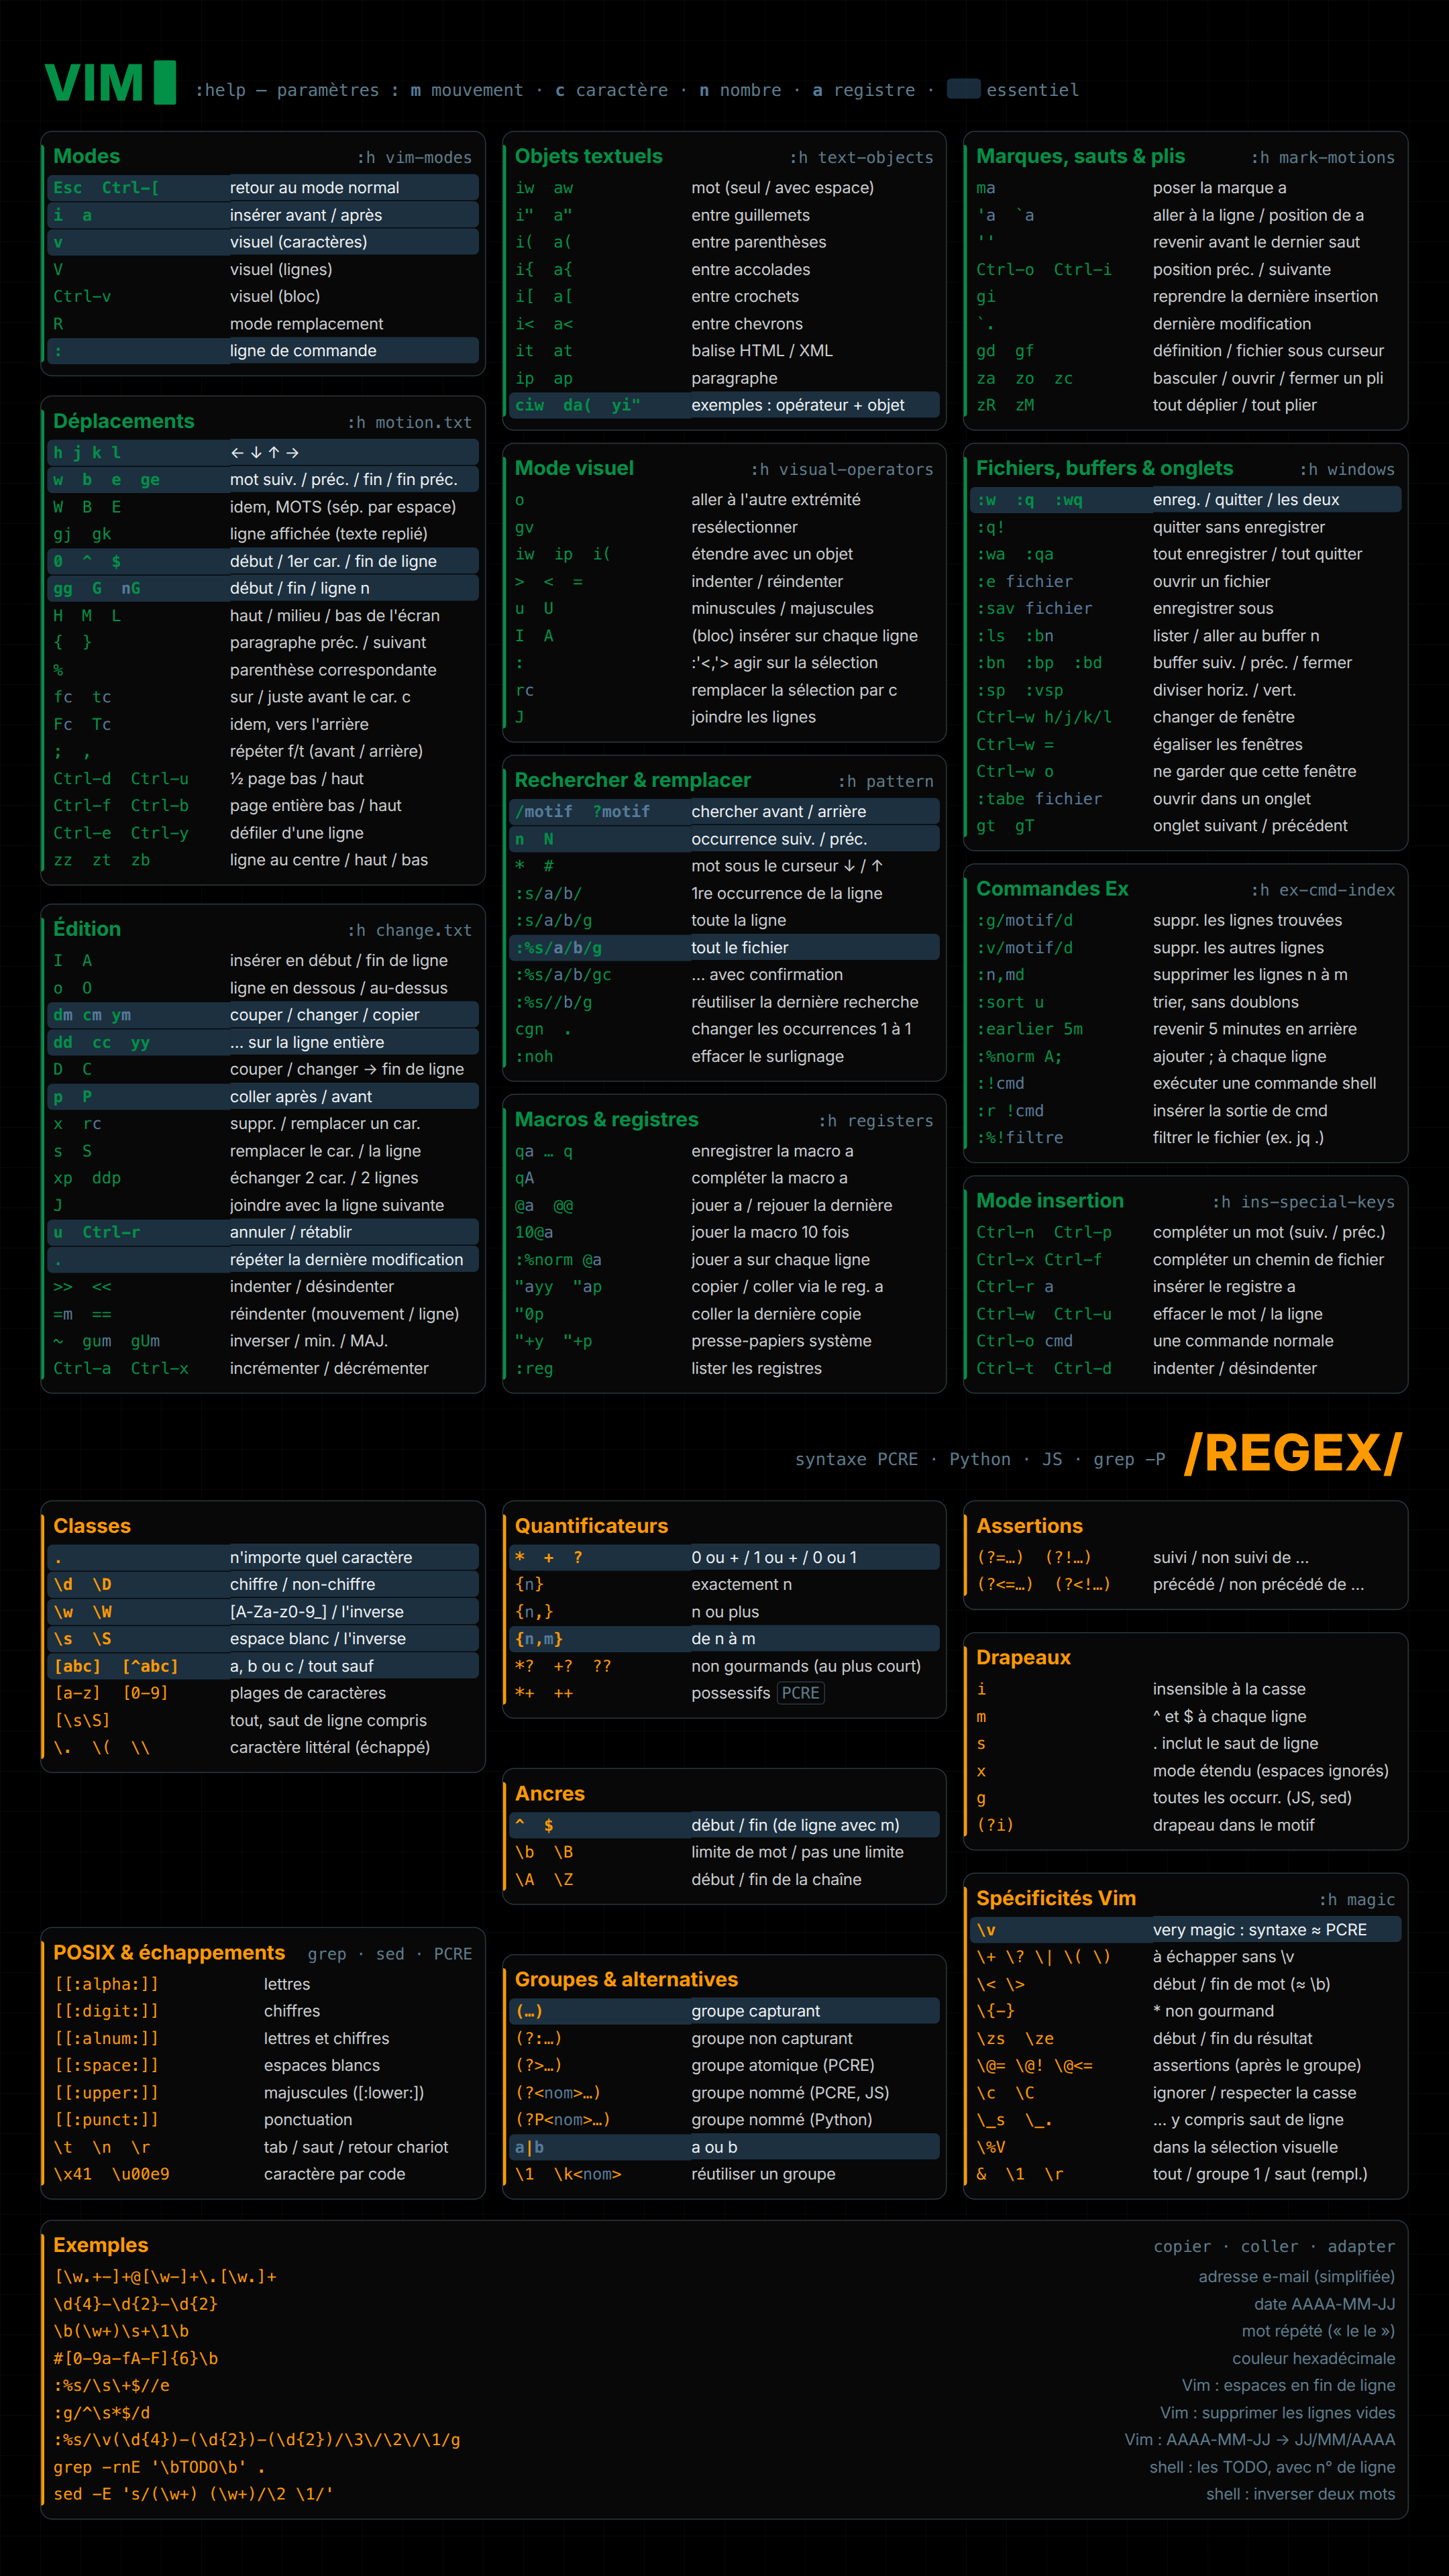 VIM
:help — paramètres : m mouvement · c caractère · n nombre · a registre · essentiel
Modes :h vim-modes
Esc Ctrl-[ retour au mode normal
i a insérer avant / après
v visuel (caractères)
V visuel (lignes)
Ctrl-v visuel (bloc)
R mode remplacement
: ligne de commande
Déplacements :h motion.txt
h j k l ← ↓ ↑ →
w b e ge mot suiv. / préc. / fin / fin préc.
W B E idem, MOTS (sép. par espace)
gj gk ligne affichée (texte replié)
0 ^ $ début / 1er car. / fin de ligne
gg G nG début / fin / ligne n
H M L haut / milieu / bas de l'écran
{ } paragraphe préc. / suivant
% parenthèse correspondante
fc tc sur / juste avant le car. c
Fc Tc idem, vers l'arrière
; , répéter f/t (avant / arrière)
Ctrl-d Ctrl-u ½ page bas / haut
Ctrl-f Ctrl-b page entière bas / haut
Ctrl-e Ctrl-y défiler d'une ligne
zz zt zb ligne au centre / haut / bas
Édition :h change.txt
I A insérer en début / fin de ligne
o O ligne en dessous / au-dessus
dm cm ym couper / changer / copier
dd cc yy … sur la ligne entière
D C couper / changer → fin de ligne
p P coller après / avant
x rc suppr. / remplacer un car.
s S remplacer le car. / la ligne
xp ddp échanger 2 car. / 2 lignes
J joindre avec la ligne suivante
u Ctrl-r annuler / rétablir
. répéter la dernière modification
>> << indenter / désindenter
=m == réindenter (mouvement / ligne)
~ gum gUm inverser / min. / MAJ.
Ctrl-a Ctrl-x incrémenter / décrémenter
Objets textuels :h text-objects
iw aw mot (seul / avec espace)
i" a" entre guillemets
i( a( entre parenthèses
i{ a{ entre accolades
i[ a[ entre crochets
i< a< entre chevrons
it at balise HTML / XML
ip ap paragraphe
ciw da( yi" exemples : opérateur + objet
Mode visuel :h visual-operators
o aller à l'autre extrémité
gv resélectionner
iw ip i( étendre avec un objet
> < = indenter / réindenter
u U minuscules / majuscules
I A (bloc) insérer sur chaque ligne
: :'<,'> agir sur la sélection
rc remplacer la sélection par c
J joindre les lignes
Rechercher & remplacer :h pattern
/motif ?motif chercher avant / arrière
n N occurrence suiv. / préc.
* # mot sous le curseur ↓ / ↑
:s/a/b/ 1re occurrence de la ligne
:s/a/b/g toute la ligne
:%s/a/b/g tout le fichier
:%s/a/b/gc … avec confirmation
:%s//b/g réutiliser la dernière recherche
cgn . changer les occurrences 1 à 1
:noh effacer le surlignage
Macros & registres :h registers
qa … q enregistrer la macro a
qA compléter la macro a
@a @@ jouer a / rejouer la dernière
10@a jouer la macro 10 fois
:%norm @a jouer a sur chaque ligne
"ayy "ap copier / coller via le reg. a
"0p coller la dernière copie
"+y "+p presse-papiers système
:reg lister les registres
Marques, sauts & plis :h mark-motions
ma poser la marque a
'a `a aller à la ligne / position de a
'' revenir avant le dernier saut
Ctrl-o Ctrl-i position préc. / suivante
gi reprendre la dernière insertion
`. dernière modification
gd gf définition / fichier sous curseur
za zo zc basculer / ouvrir / fermer un pli
zR zM tout déplier / tout plier
Fichiers, buffers & onglets :h windows
:w :q :wq enreg. / quitter / les deux
:q! quitter sans enregistrer
:wa :qa tout enregistrer / tout quitter
:e fichier ouvrir un fichier
:sav fichier enregistrer sous
:ls :bn lister / aller au buffer n
:bn :bp :bd buffer suiv. / préc. / fermer
:sp :vsp diviser horiz. / vert.
Ctrl-w h/j/k/l changer de fenêtre
Ctrl-w = égaliser les fenêtres
Ctrl-w o ne garder que cette fenêtre
:tabe fichier ouvrir dans un onglet
gt gT onglet suivant / précédent
Commandes Ex :h ex-cmd-index
:g/motif/d suppr. les lignes trouvées
:v/motif/d suppr. les autres lignes
:n,md supprimer les lignes n à m
:sort u trier, sans doublons
:earlier 5m revenir 5 minutes en arrière
:%norm A; ajouter ; à chaque ligne
:!cmd exécuter une commande shell
:r !cmd insérer la sortie de cmd
:%!filtre filtrer le fichier (ex. jq .)
Mode insertion :h ins-special-keys
Ctrl-n Ctrl-p compléter un mot (suiv. / préc.)
Ctrl-x Ctrl-f compléter un chemin de fichier
Ctrl-r a insérer le registre a
Ctrl-w Ctrl-u effacer le mot / la ligne
Ctrl-o cmd une commande normale
Ctrl-t Ctrl-d indenter / désindenter
syntaxe PCRE · Python · JS · grep -P /REGEX/
Classes
. n'importe quel caractère
\d \D chiffre / non-chiffre
\w \W [A-Za-z0-9_] / l'inverse
\s \S espace blanc / l'inverse
[abc] [^abc] a, b ou c / tout sauf
[a-z] [0-9] plages de caractères
[\s\S] tout, saut de ligne compris
\. \( \\ caractère littéral (échappé)
POSIX & échappements grep · sed · PCRE
[[:alpha:]] lettres
[[:digit:]] chiffres
[[:alnum:]] lettres et chiffres
[[:space:]] espaces blancs
[[:upper:]] majuscules ([:lower:])
[[:punct:]] ponctuation
\t \n \r tab / saut / retour chariot
\x41 \u00e9 caractère par code
Quantificateurs
* + ? 0 ou + / 1 ou + / 0 ou 1
{n} exactement n
{n,} n ou plus
{n,m} de n à m
*? +? ?? non gourmands (au plus court)
*+ ++ possessifs PCRE
Ancres
^ $ début / fin (de ligne avec m)
\b \B limite de mot / pas une limite
\A \Z début / fin de la chaîne
Groupes & alternatives
(…) groupe capturant
(?:…) groupe non capturant
(?>…) groupe atomique (PCRE)
(?<nom>…) groupe nommé (PCRE, JS)
(?P<nom>…) groupe nommé (Python)
a|b a ou b
\1 \k<nom> réutiliser un groupe
Assertions
(?=…) (?!…) suivi / non suivi de …
(?<=…) (?<!…) précédé / non précédé de …
Drapeaux
i insensible à la casse
m ^ et $ à chaque ligne
s . inclut le saut de ligne
x mode étendu (espaces ignorés)
g toutes les occurr. (JS, sed)
(?i) drapeau dans le motif
Spécificités Vim :h magic
\v very magic : syntaxe ≈ PCRE
\+ \? \| \( \) à échapper sans \v
\< \> début / fin de mot (≈ \b)
\{-} * non gourmand
\zs \ze début / fin du résultat
\@= \@! \@<= assertions (après le groupe)
\c \C ignorer / respecter la casse
\_s \_. … y compris saut de ligne
\%V dans la sélection visuelle
& \1 \r tout / groupe 1 / saut (rempl.)
Exemples copier · coller · adapter
[\w.+-]+@[\w-]+\.[\w.]+ adresse e-mail (simplifiée)
\d{4}-\d{2}-\d{2} date AAAA-MM-JJ
\b(\w+)\s+\1\b mot répété (« le le »)
#[0-9a-fA-F]{6}\b couleur hexadécimale
:%s/\s\+$//e Vim : espaces en fin de ligne
:g/^\s*$/d Vim : supprimer les lignes vides
:%s/\v(\d{4})-(\d{2})-(\d{2})/\3\/\2\/\1/g Vim : AAAA-MM-JJ → JJ/MM/AAAA
grep -rnE '\bTODO\b' . shell : les TODO, avec n° de ligne
sed -E 's/(\w+) (\w+)/\2 \1/' shell : inverser deux mots